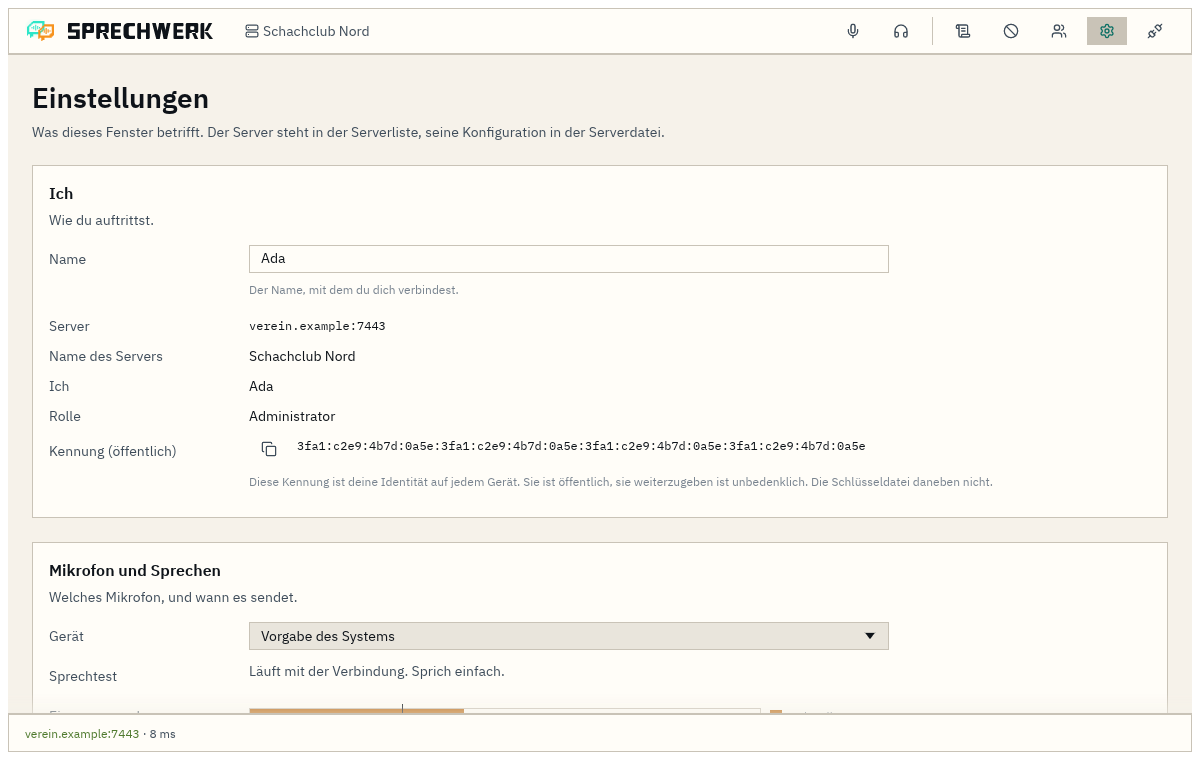 SPRECHWERK
Schachclub Nord
Einstellungen
Was dieses Fenster betrifft. Der Server steht in der Serverliste, seine Konfiguration in der Serverdatei.
Ich
Wie du auftrittst.
Name
Ada
Der Name, mit dem du dich verbindest.
Server
verein.example:7443
Name des Servers
Schachclub Nord
Ich
Ada
Rolle
Administrator
Kennung (öffentlich)
3fa1:c2e9:4b7d:0a5e:3fa1:c2e9:4b7d:0a5e:3fa1:c2e9:4b7d:0a5e:3fa1:c2e9:4b7d:0a5e
Diese Kennung ist deine Identität auf jedem Gerät. Sie ist öffentlich, sie weiterzugeben ist unbedenklich. Die Schlüsseldatei daneben nicht.
Mikrofon und Sprechen
Welches Mikrofon, und wann es sendet.
Gerät
Vorgabe des Systems
Sprechtest
Läuft mit der Verbindung. Sprich einfach.
verein.example:7443 · 8 ms